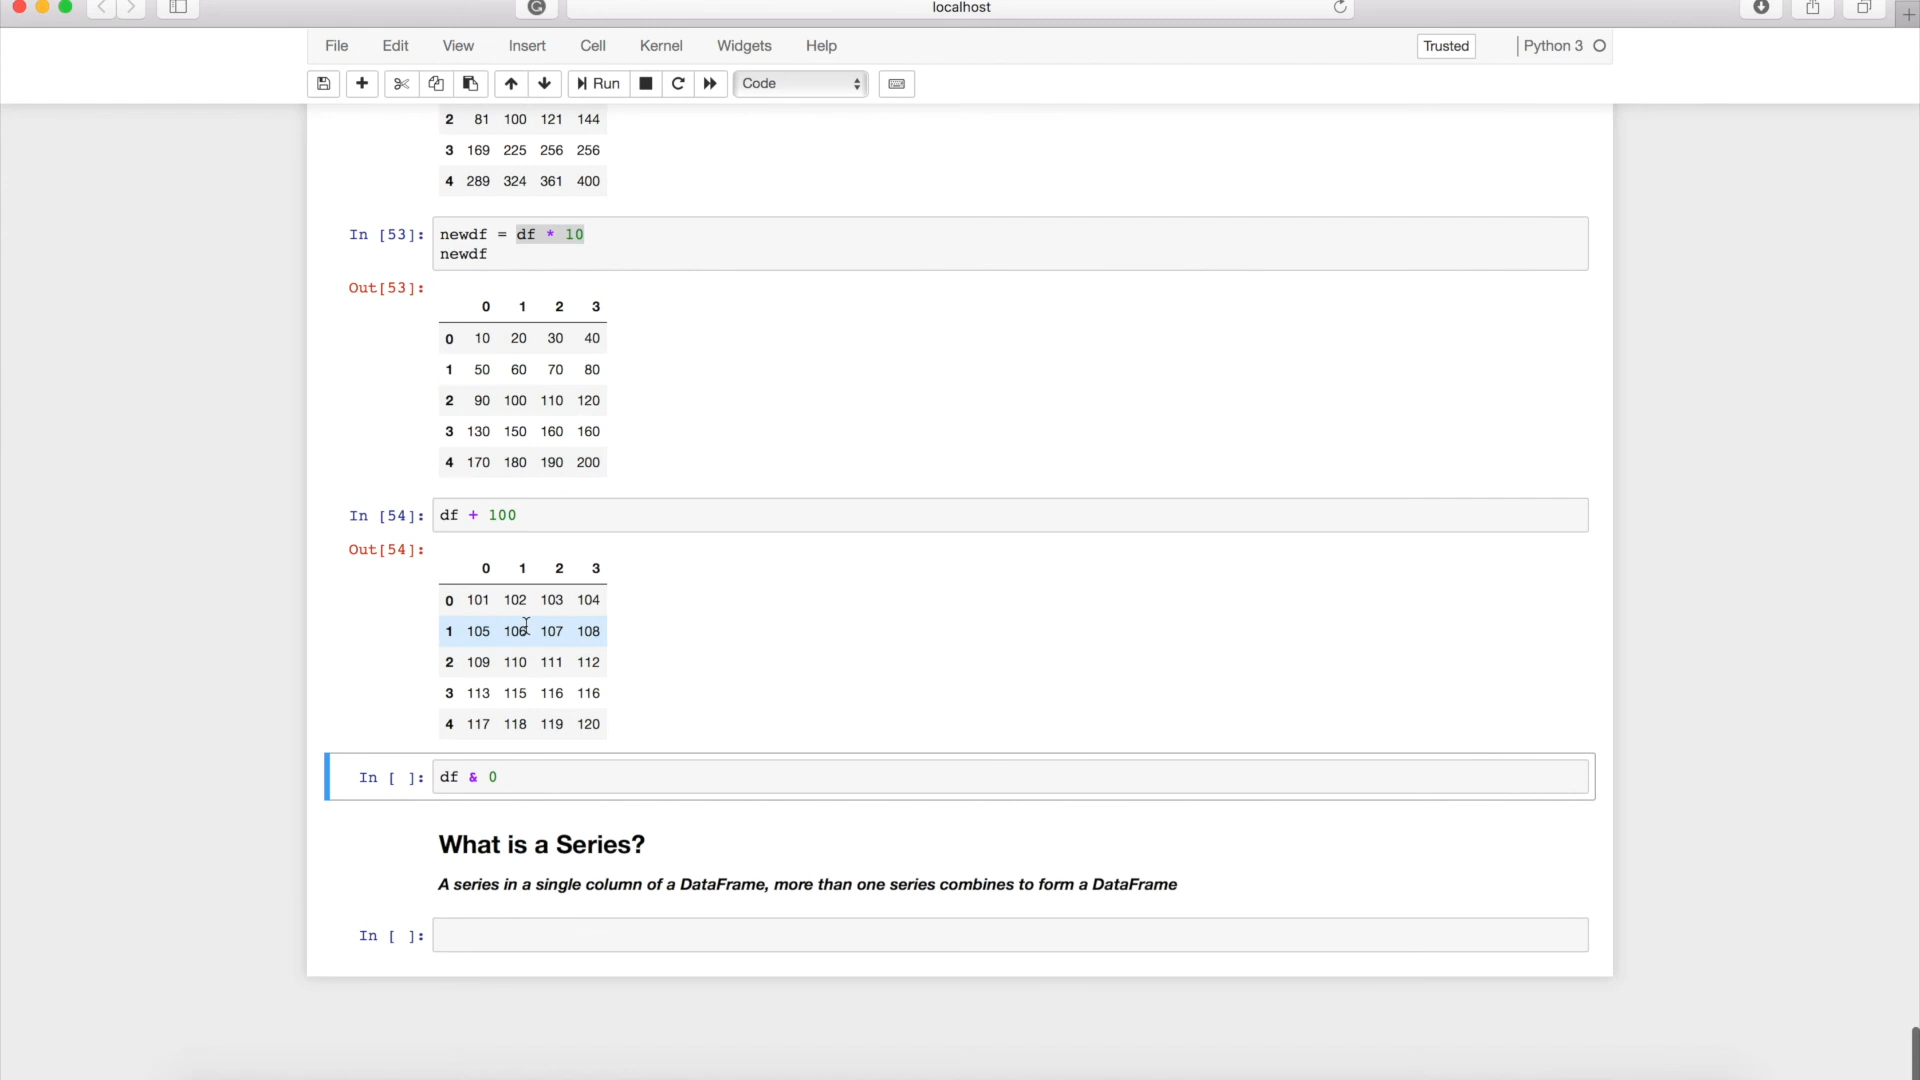 localhost
File Edit View Insert Cell Kernel Widgets Help Trusted Python 3
Run Code
2 81 100 121 144
3 169 225 256 256
4 289 324 361 400
In [53]: newdf = df * 10
newdf
Out[53]:
0 1 2 3
0 10 20 30 40
1 50 60 70 80
2 90 100 110 120
3 130 150 160 160
4 170 180 190 200
In [54]: df + 100
Out[54]:
0 1 2 3
0 101 102 103 104
1 105 106 107 108
2 109 110 111 112
3 113 115 116 116
4 117 118 119 120
In [ ]: df & 0
What is a Series?
A series in a single column of a DataFrame, more than one series combines to form a DataFrame
In [ ]: